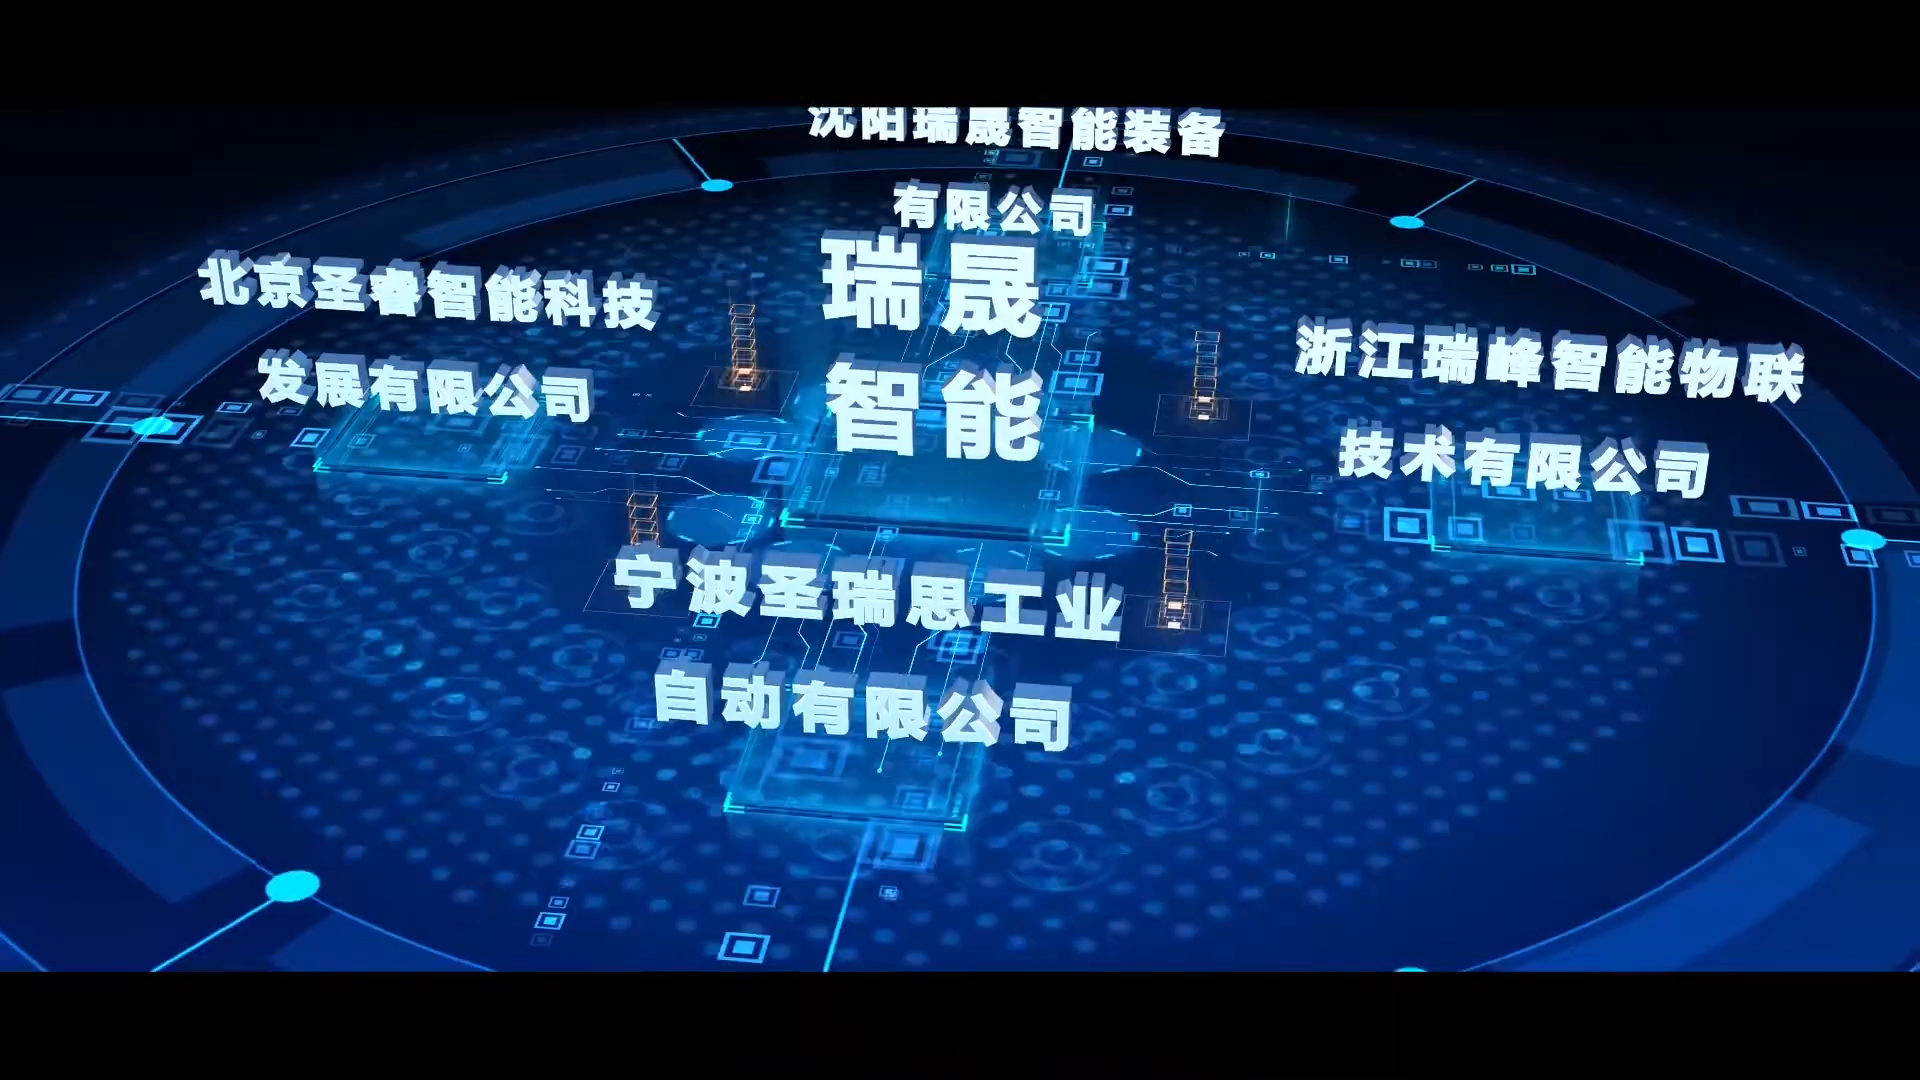 沈阳瑞晟智能装备
有限公司
瑞晟
智能
北京圣睿智能科技
发展有限公司
浙江瑞峰智能物联
技术有限公司
宁波圣瑞思工业
自动有限公司